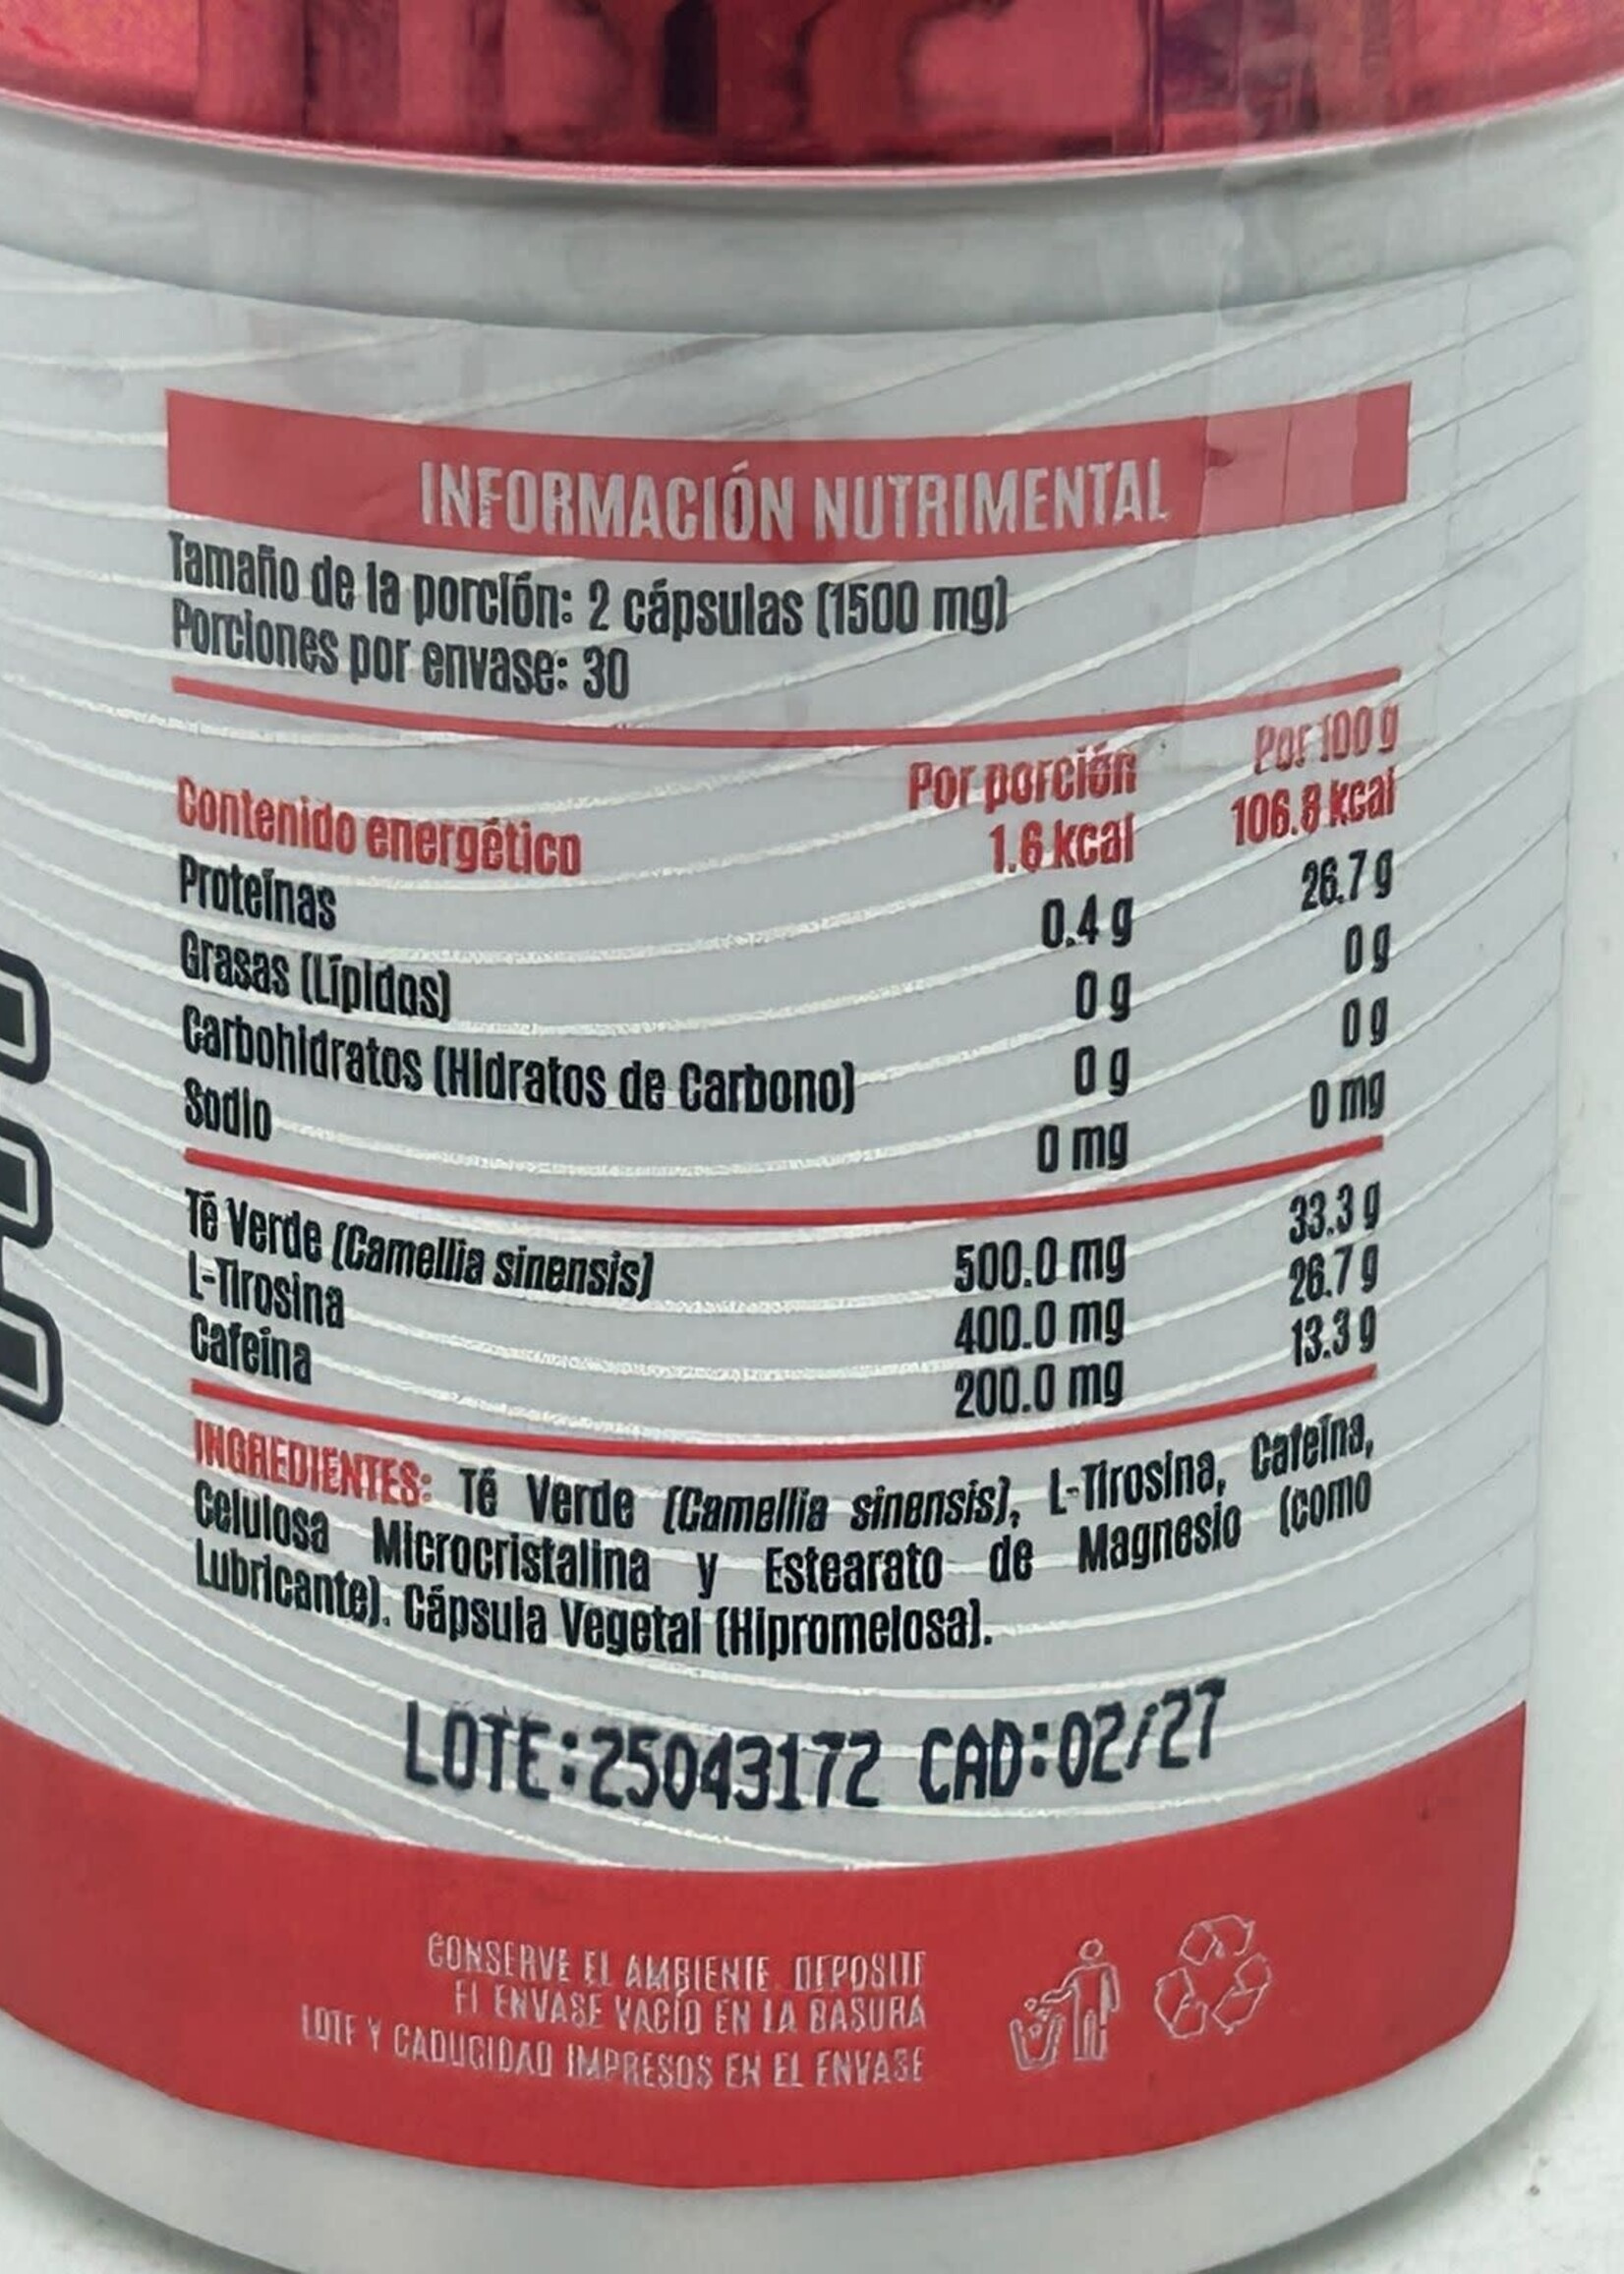 INFORMACIÓN NUTRIMENTAL
Tamaño de la porción: 2 cápsulas (1500 mg)
Porciones por envase: 30
Por porción Por 100 g
Contenido energético 1.6 kcal 106.8 kcal
Proteínas 0.4 g 26.7 g
Grasas (Lípidos) 0 g 0 g
Carbohidratos (Hidratos de Carbono) 0 g 0 g
Sodio 0 mg 0 mg
Té Verde (Camellia sinensis) 500.0 mg 33.3 g
L-Tirosina 400.0 mg 26.7 g
Cafeína 200.0 mg 13.3 g
INGREDIENTES: Té Verde (Camellia sinensis), L-Tirosina, Cafeína,
Celulosa Microcristalina y Estearato de Magnesio (como
Lubricante). Cápsula Vegetal (Hipromelosa).
LOTE:25043172 CAD:02/27
CONSERVE EL AMBIENTE. DEPOSITE
EL ENVASE VACÍO EN LA BASURA
LOTE Y CADUCIDAD IMPRESOS EN EL ENVASE